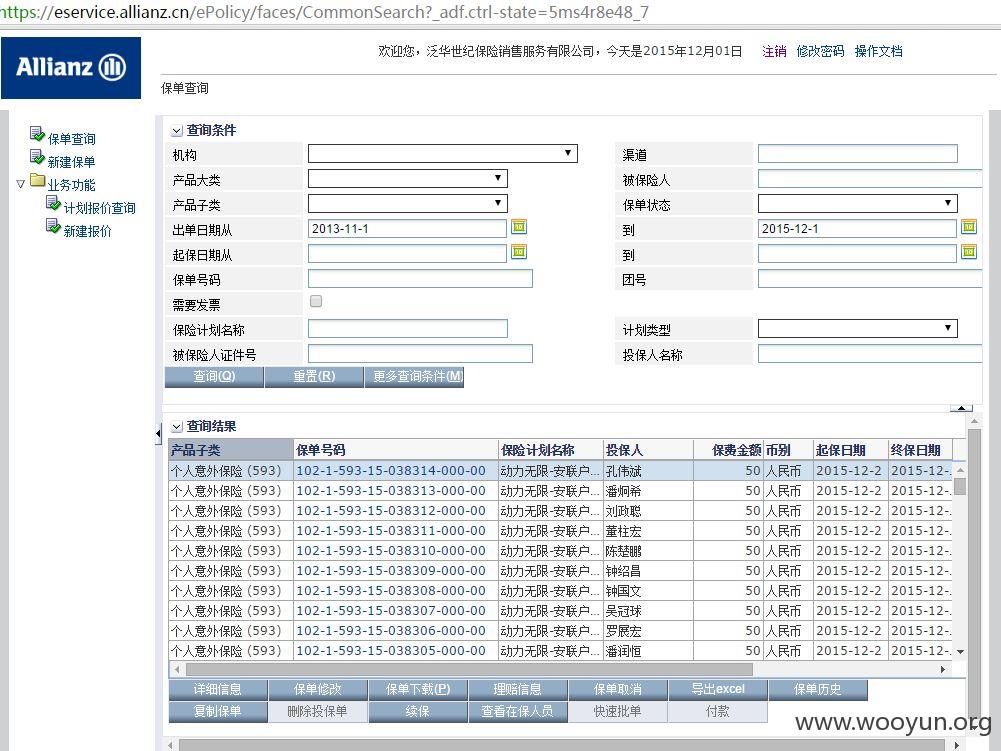 https://eservice.allianz.cn/ePolicy/faces/CommonSearch?_adf.ctrl-state=5ms4r8e48_7
Allianz
欢迎您，泛华世纪保险销售服务有限公司，今天是2015年12月01日 注销 修改密码 操作文档
保单查询
保单查询
新建保单
业务功能
计划报价查询
新建报价
查询条件
机构 渠道
产品大类 被保险人
产品子类 保单状态
出单日期从 2013-11-1 到 2015-12-1
起保日期从 到
保单号码 团号
需要发票
保险计划名称 计划类型
被保险人证件号 投保人名称
查询(Q) 重置(R) 更多查询条件(M)
查询结果
产品子类 保单号码 保险计划名称 投保人 保费金额 币别 起保日期 终保日期
个人意外保险 (593) 102-1-593-15-038314-000-00 动力无限-安联户... 孔伟斌 50 人民币 2015-12-2 2015-12-.
个人意外保险 (593) 102-1-593-15-038313-000-00 动力无限-安联户... 潘炯希 50 人民币 2015-12-2 2015-12-.
个人意外保险 (593) 102-1-593-15-038312-000-00 动力无限-安联户... 刘政聪 50 人民币 2015-12-2 2015-12-.
个人意外保险 (593) 102-1-593-15-038311-000-00 动力无限-安联户... 董柱宏 50 人民币 2015-12-2 2015-12-.
个人意外保险 (593) 102-1-593-15-038310-000-00 动力无限-安联户... 陈楚鹏 50 人民币 2015-12-2 2015-12-.
个人意外保险 (593) 102-1-593-15-038309-000-00 动力无限-安联户... 钟绍昌 50 人民币 2015-12-2 2015-12-.
个人意外保险 (593) 102-1-593-15-038308-000-00 动力无限-安联户... 钟国文 50 人民币 2015-12-2 2015-12-.
个人意外保险 (593) 102-1-593-15-038307-000-00 动力无限-安联户... 吴冠球 50 人民币 2015-12-2 2015-12-.
个人意外保险 (593) 102-1-593-15-038306-000-00 动力无限-安联户... 罗展宏 50 人民币 2015-12-2 2015-12-.
个人意外保险 (593) 102-1-593-15-038305-000-00 动力无限-安联户... 潘润恒 50 人民币 2015-12-2 2015-12-.
详细信息 保单修改 保单下载(P) 理赔信息 保单取消 导出excel 保单历史
复制保单 删除投保单 续保 查看在保人员 快速批单 付款
www.wooyun.org